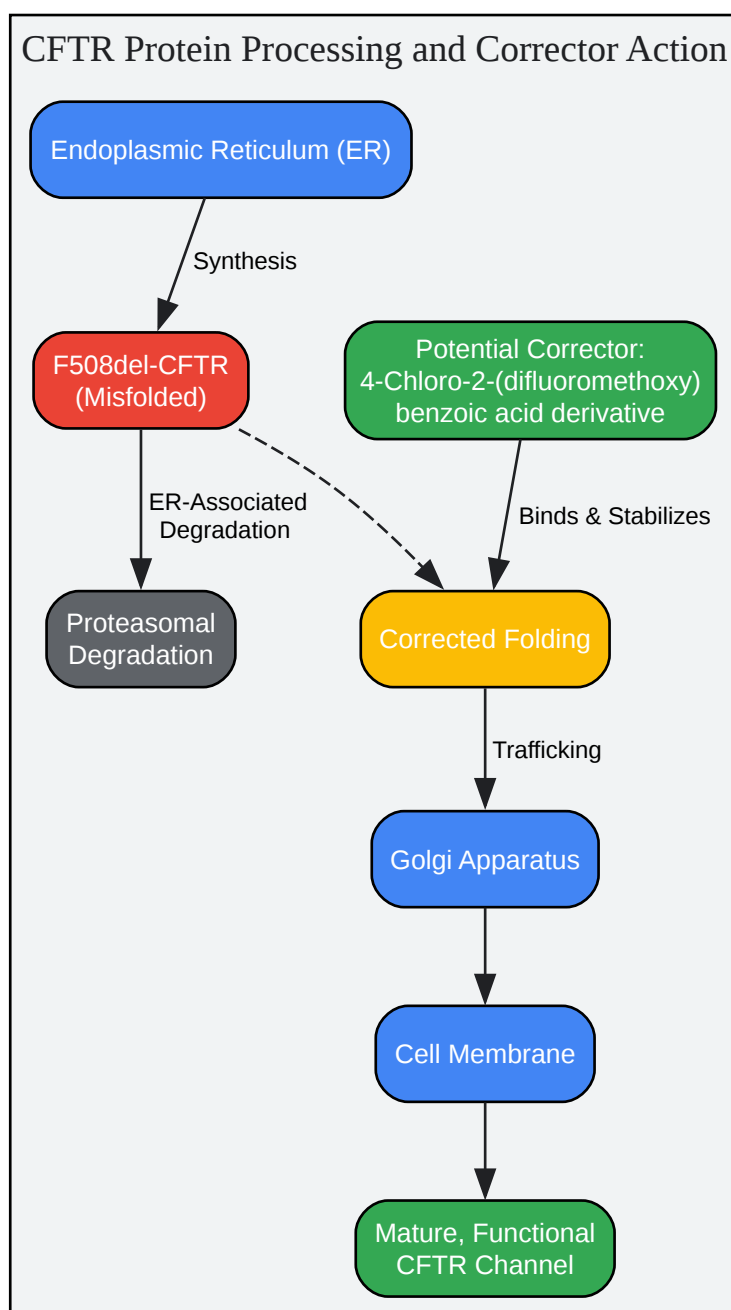 CFTR Protein Processing and Corrector Action
Endoplasmic Reticulum (ER)
Synthesis
F508del-CFTR
(Misfolded)
Potential Corrector:
4-Chloro-2-(difluoromethoxy)
benzoic acid derivative
ER-Associated
Degradation
Binds & Stabilizes
Proteasomal
Degradation
Corrected Folding
Trafficking
Golgi Apparatus
Cell Membrane
Mature, Functional
CFTR Channel